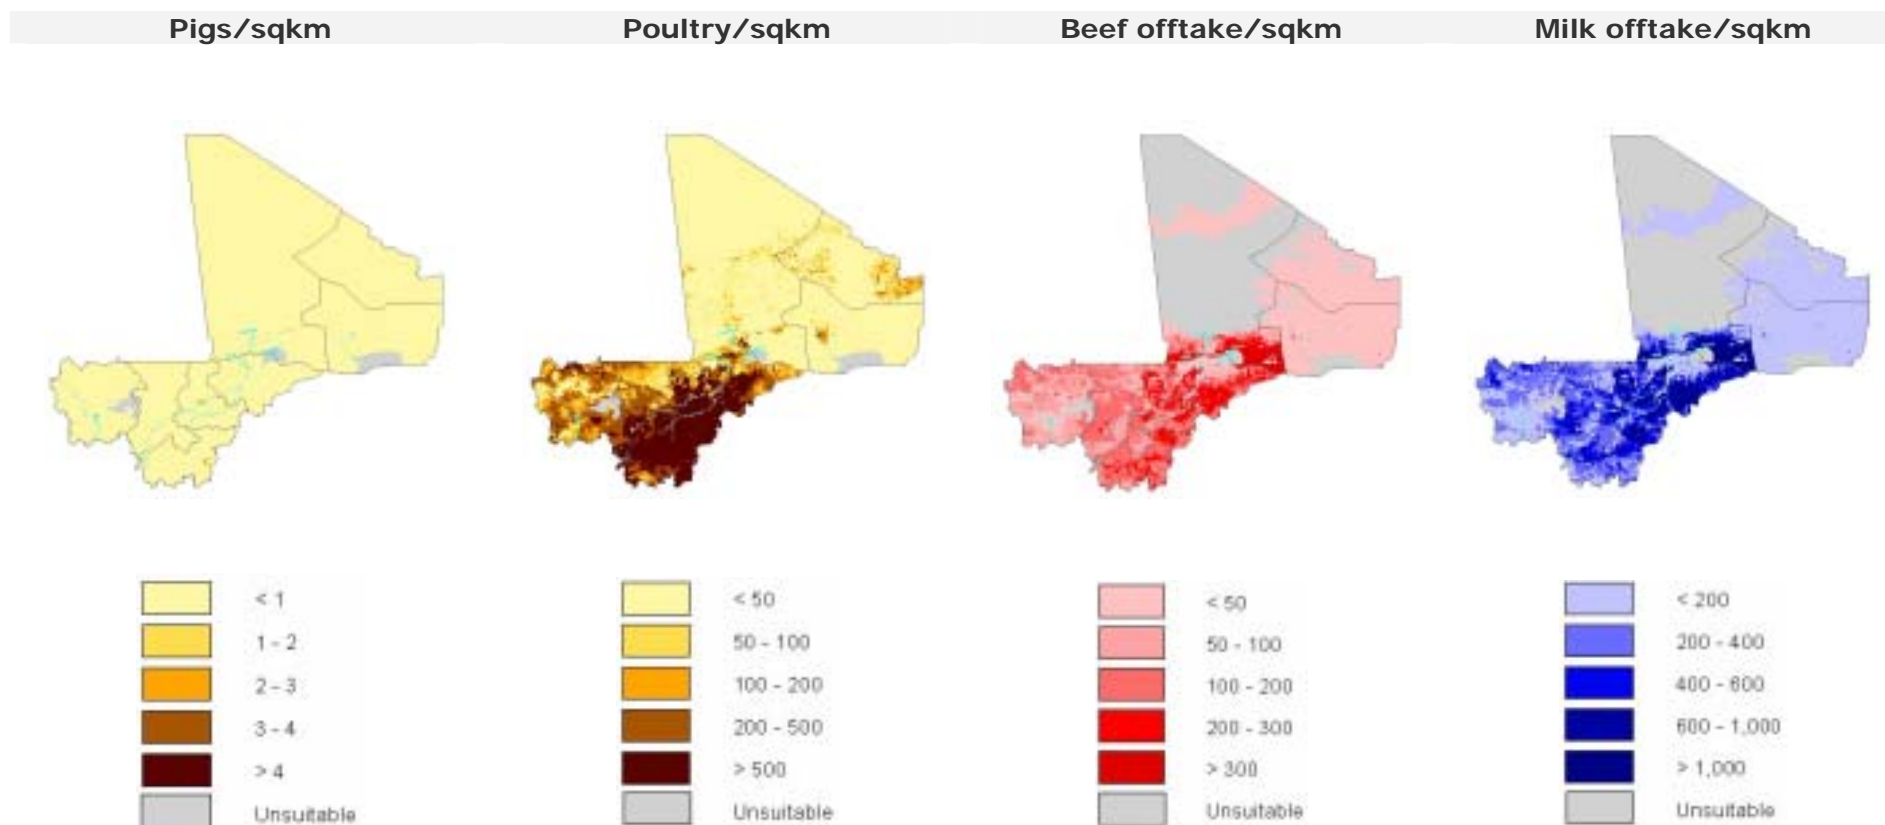 Pigs/sqkm
Poultry/sqkm
Beef offtake/sqkm
Milk offtake/sqkm
< 1
1 - 2
2 - 3
3 - 4
> 4
Unsuitable
< 50
50 - 100
100 - 200
200 - 500
> 500
Unsuitable
< 50
50 - 100
100 - 200
200 - 300
> 300
Unsuitable
< 200
200 - 400
400 - 600
600 - 1,000
> 1,000
Unsuitable